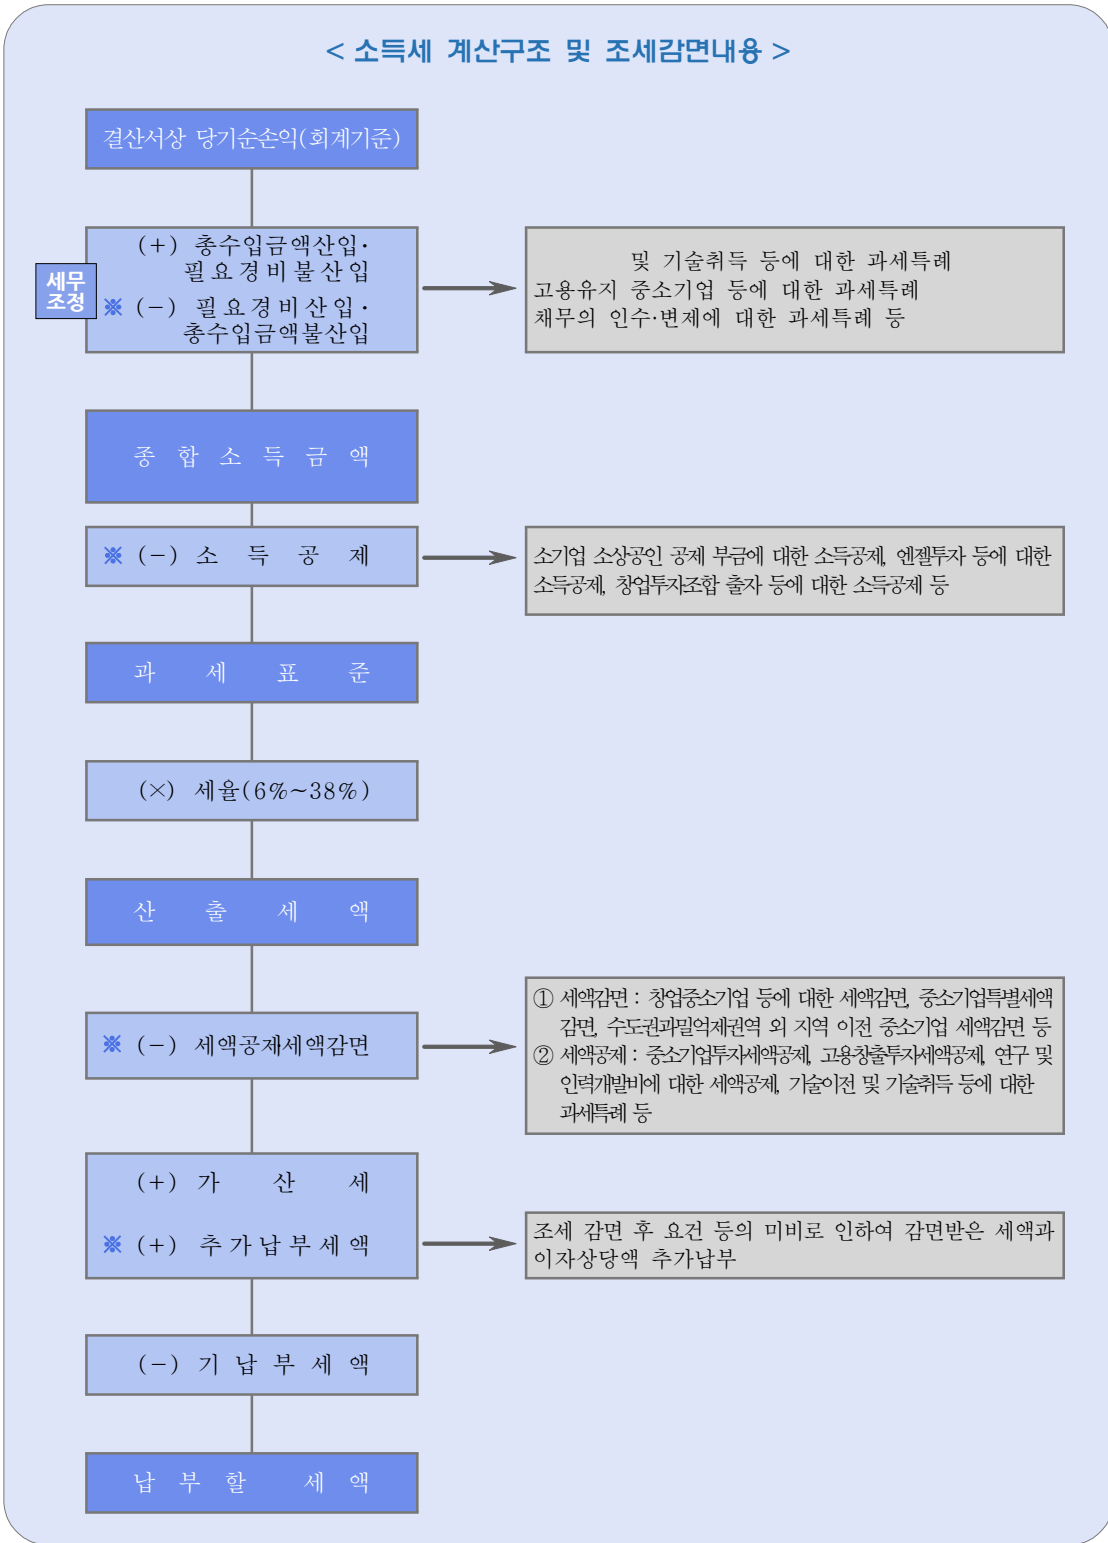 < 소득세 계산구조 및 조세감면내용 >
결산서상 당기순손익(회계기준)
세무
조정
(+) 총수입금액산입·
필요경비불산입
※ (-) 필요경비산입·
총수입금액불산입
및 기술취득 등에 대한 과세특례
고용유지 중소기업 등에 대한 과세특례
채무의 인수·변제에 대한 과세특례 등
종 합 소 득 금 액
※ (-) 소 득 공 제
소기업 소상공인 공제 부금에 대한 소득공제, 엔젤투자 등에 대한
소득공제, 창업투자조합 출자 등에 대한 소득공제 등
과 세 표 준
(×) 세율(6%~38%)
산 출 세 액
※ (-) 세액공제세액감면
① 세액감면 : 창업중소기업 등에 대한 세액감면, 중소기업특별세액
감면, 수도권과밀억제권역 외 지역 이전 중소기업 세액감면 등
② 세액공제 : 중소기업투자세액공제, 고용창출투자세액공제, 연구 및
인력개발비에 대한 세액공제, 기술이전 및 기술취득 등에 대한
과세특례 등
(+) 가 산 세
※ (+) 추가납부세액
조세 감면 후 요건 등의 미비로 인하여 감면받은 세액과
이자상당액 추가납부
(-) 기 납 부 세 액
납 부 할 세 액